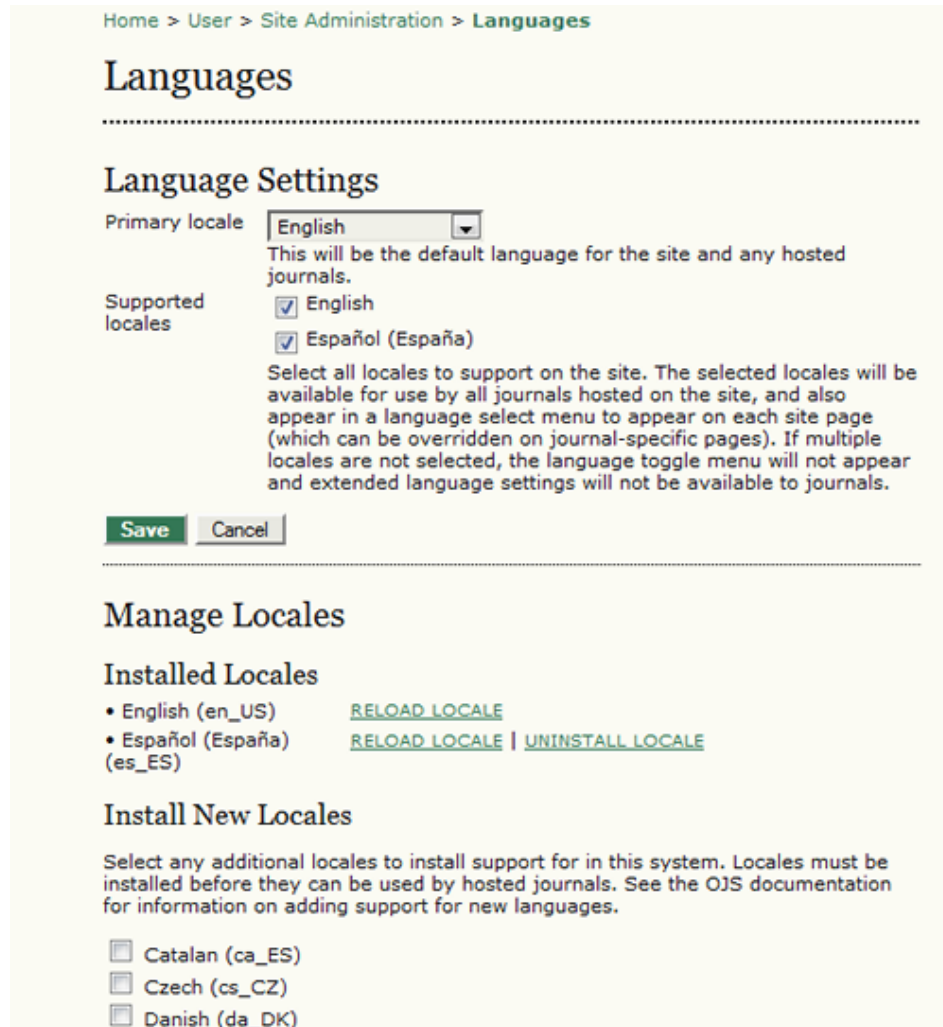 Home > User > Site Administration > Languages
Languages
Language Settings
Primary locale
English
This will be the default language for the site and any hosted
journals.
Supported
locales
English
Español (España)
Select all locales to support on the site. The selected locales will be
available for use by all journals hosted on the site, and also
appear in a language select menu to appear on each site page
(which can be overridden on journal-specific pages). If multiple
locales are not selected, the language toggle menu will not appear
and extended language settings will not be available to journals.
Save Cancel
Manage Locales
Installed Locales
• English (en_US) RELOAD LOCALE
• Español (España) RELOAD LOCALE | UNINSTALL LOCALE
(es_ES)
Install New Locales
Select any additional locales to install support for in this system. Locales must be
installed before they can be used by hosted journals. See the OJS documentation
for information on adding support for new languages.
Catalan (ca_ES)
Czech (cs_CZ)
Danish (da_DK)